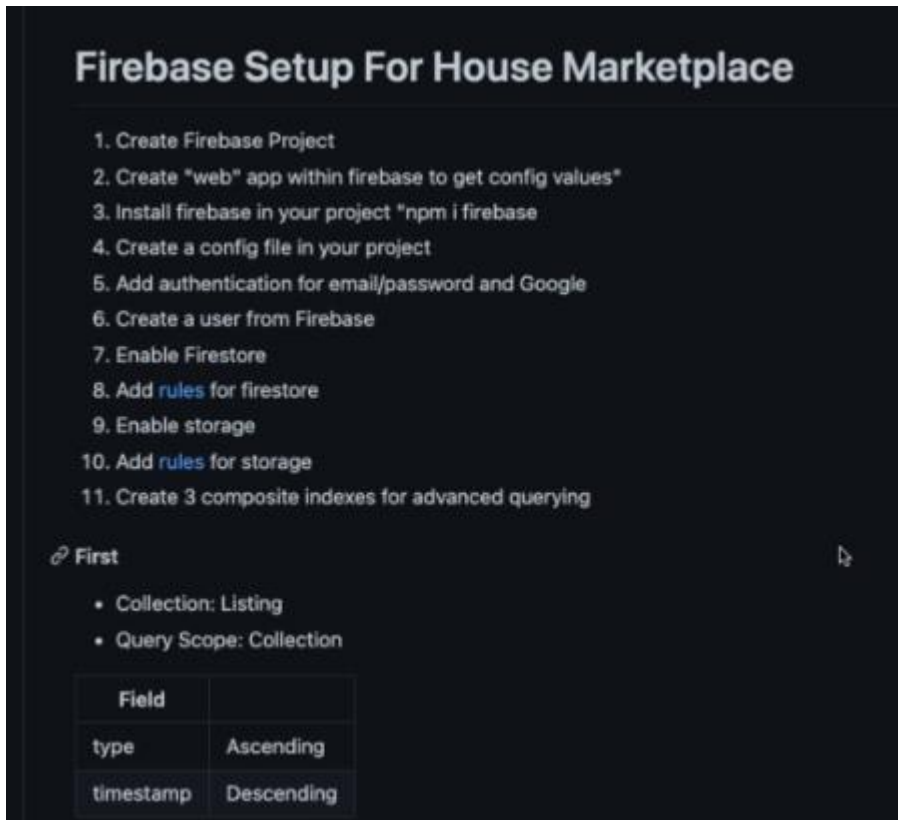 Firebase Setup For House Marketplace
1. Create Firebase Project
2. Create "web" app within firebase to get config values"
3. Install firebase in your project "npm i firebase
4. Create a config file in your project
5. Add authentication for email/password and Google
6. Create a user from Firebase
7. Enable Firestore
8. Add rules for firestore
9. Enable storage
10. Add rules for storage
11. Create 3 composite indexes for advanced querying
First
• Collection: Listing
• Query Scope: Collection
Field
type Ascending
timestamp Descending